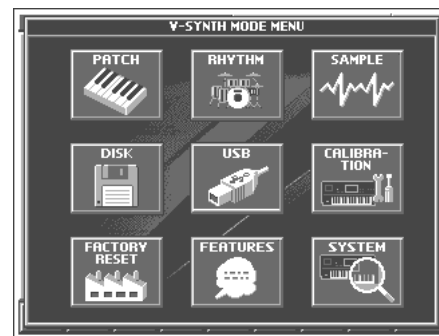 V-SYNTH MODE MENU
PATCH
RHYTHM
SAMPLE
DISK
USB
CALIBRA-
TION
FACTORY
RESET
FEATURES
SYSTEM